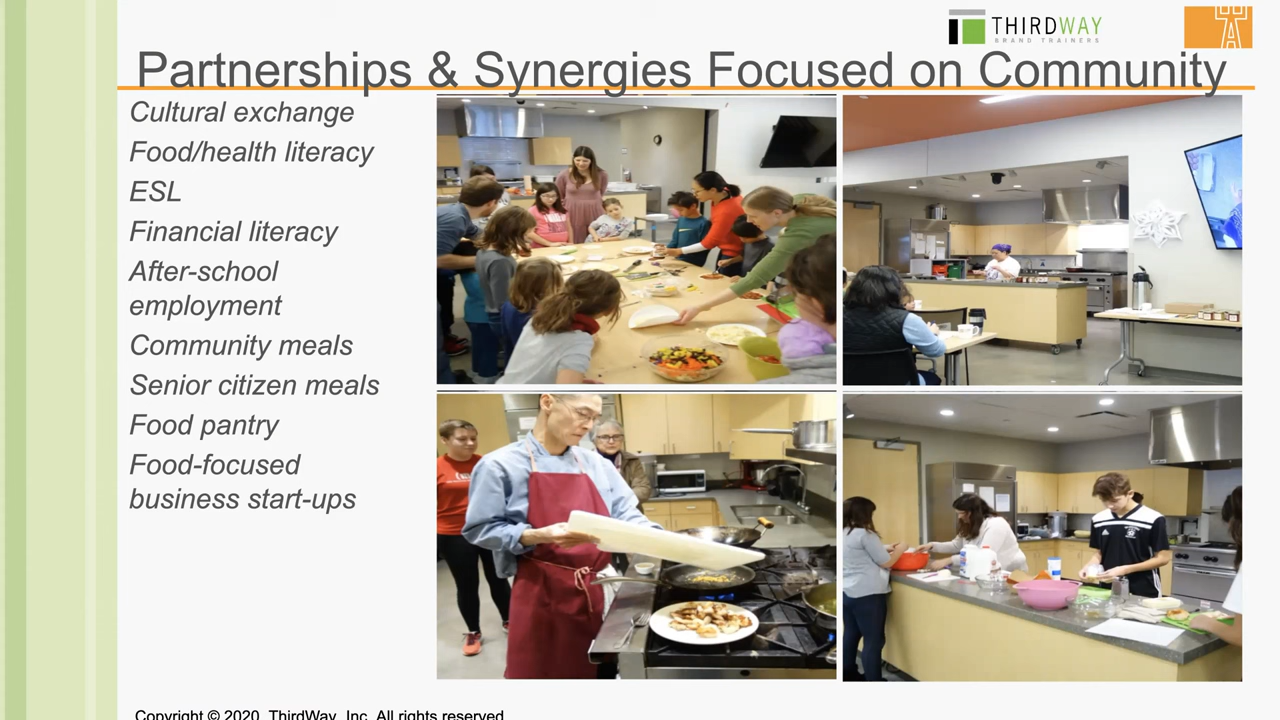 THIRDWAY
BRAND TRAINERS
Partnerships & Synergies Focused on Community
Cultural exchange
Food/health literacy
ESL
Financial literacy
After-school
employment
Community meals
Senior citizen meals
Food pantry
Food-focused
business start-ups
Copyright © 2020 ThirdWay, Inc. All rights reserved